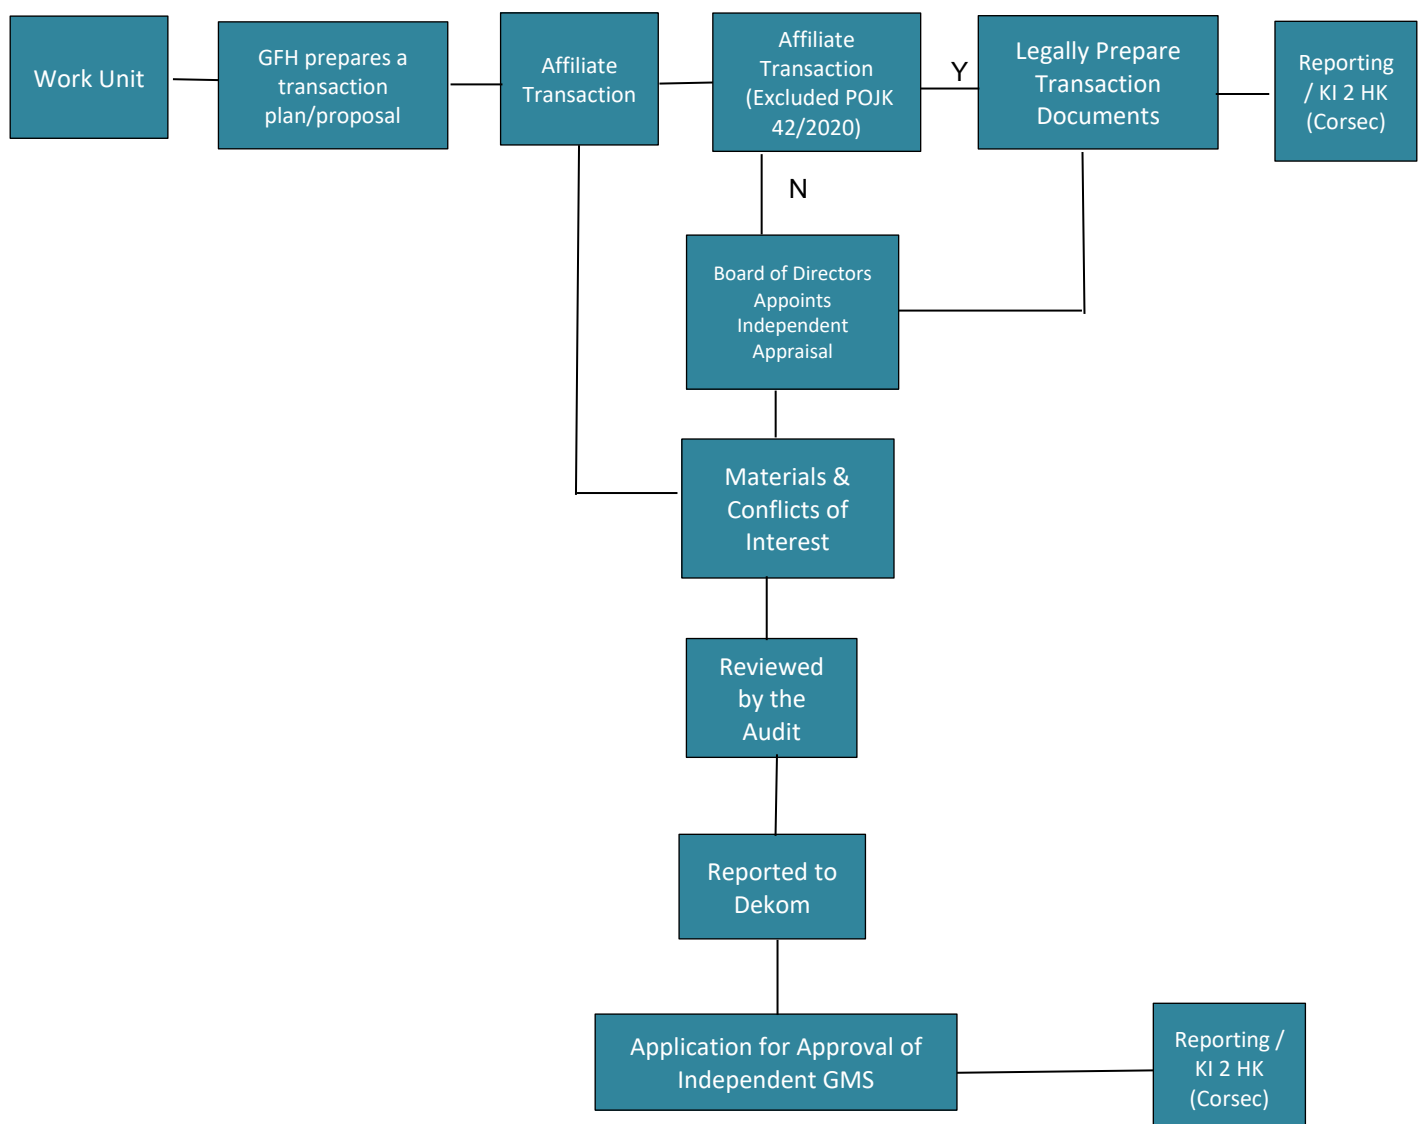 Work Unit
GFH prepares a
transaction
plan/proposal
Affiliate
Transaction
Affiliate
Transaction
(Excluded POJK
42/2020)
Y
Legally Prepare
Transaction
Documents
Reporting
/ KI 2 HK
(Corsec)
N
Board of Directors
Appoints
Independent
Appraisal
Materials &
Conflicts of
Interest
Reviewed
by the
Audit
Reported to
Dekom
Application for Approval of
Independent GMS
Reporting /
KI 2 HK
(Corsec)